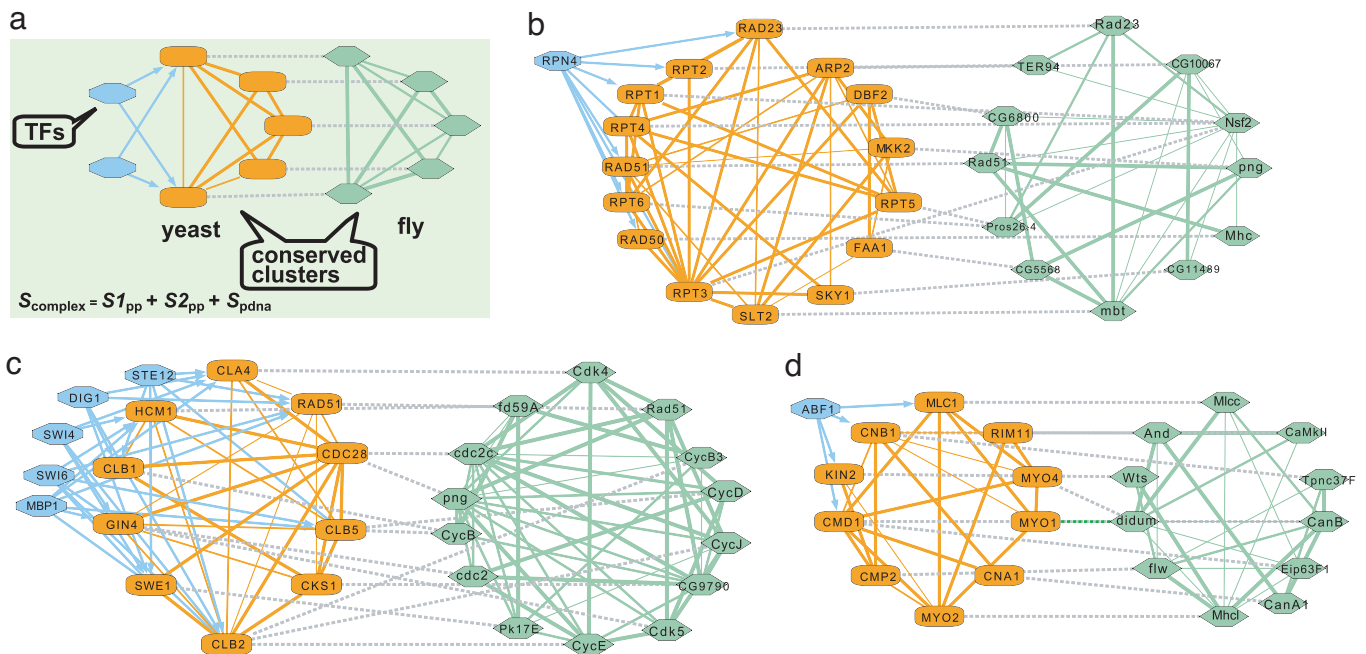 a
TFs
yeast
fly
conserved
clusters
Scomplex = S1pp + S2pp + Spdna
b
RPN4
RAD23
RPT2
ARP2
RPT1
DBF2
RPT4
MKK2
RAD51
RPT6
RPT5
RAD50
FAA1
RPT3
SKY1
SLT2
Rad23
TER94
CG10067
CG6800
Nsf2
Rad51
png
Pros26-4
Mhc
CG5568
CG11489
mbt
c
STE12
CLA4
DIG1
HCM1
RAD51
SWI4
CDC28
CLB1
SWI6
MBP1
GIN4
CLB5
SWE1
CKS1
CLB2
Cdk4
fd59A
Rad51
cdc2c
CycB3
png
CycD
CycB
CycJ
cdc2
CG9790
Pk17E
Cdk5
CycE
d
ABF1
MLC1
CNB1
RIM11
KIN2
MYO4
CMD1
MYO1
CMP2
CNA1
MYO2
Mlcc
And
CaMkII
Wts
Tpnc37F
didum
CanB
flw
Eip63F1
CanA1
Mhcl